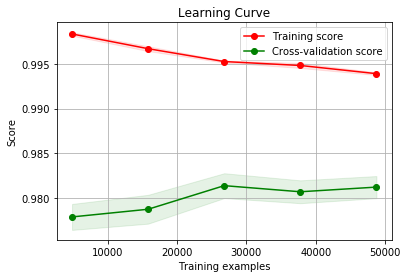 Learning Curve
Training score
Cross-validation score
0.995
0.990
0.985
0.980
Score
10000 20000 30000 40000 50000
Training examples